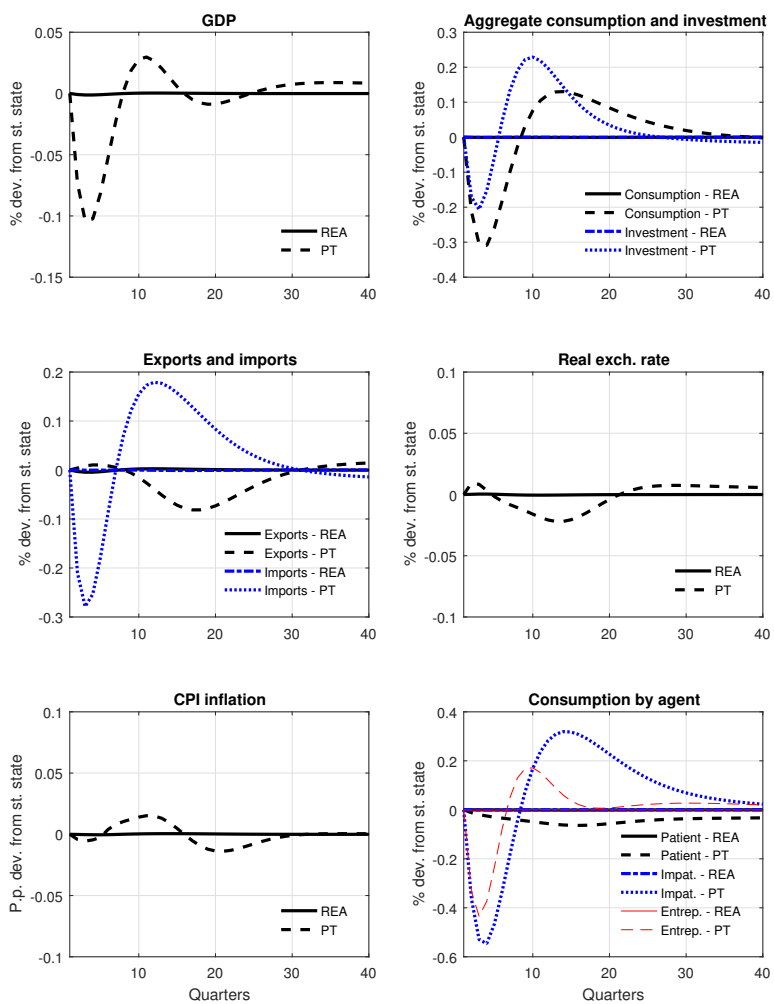 GDP
% dev. from st. state
0.05
0
-0.05
-0.1
-0.15
10
20
30
40
REA
PT
Aggregate consumption and investment
% dev. from st. state
0.4
0.3
0.2
0.1
0
-0.1
-0.2
-0.3
-0.4
10
20
30
40
Consumption - REA
Consumption - PT
Investment - REA
Investment - PT
Exports and imports
% dev. from st. state
0.2
0.1
0
-0.1
-0.2
-0.3
10
20
30
40
Exports - REA
Exports - PT
Imports - REA
Imports - PT
Real exch. rate
% dev. from st. state
0.1
0.05
0
-0.05
-0.1
10
20
30
40
REA
PT
CPI inflation
P.p. dev. from st. state
0.1
0.05
0
-0.05
-0.1
10
20
30
40
Quarters
REA
PT
Consumption by agent
% dev. from st. state
0.4
0.2
0
-0.2
-0.4
-0.6
10
20
30
40
Quarters
Patient - REA
Patient - PT
Impat. - REA
Impat. - PT
Entrep. - REA
Entrep. - PT